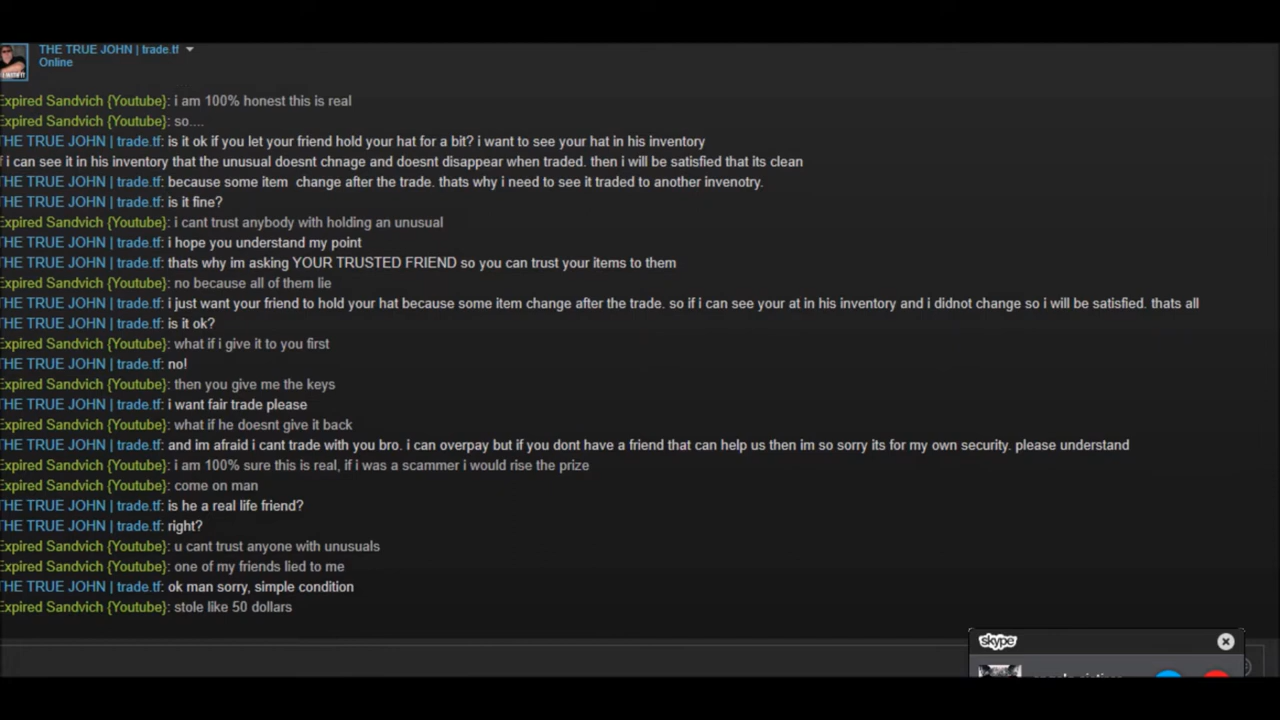 THE TRUE JOHN | trade.tf
Online
I WITH IT
Expired Sandvich {Youtube}: i am 100% honest this is real
Expired Sandvich {Youtube}: so....
THE TRUE JOHN | trade.tf: is it ok if you let your friend hold your hat for a bit? i want to see your hat in his inventory
f i can see it in his inventory that the unusual doesnt chnage and doesnt disappear when traded. then i will be satisfied that its clean
THE TRUE JOHN | trade.tf: because some item  change after the trade. thats why i need to see it traded to another invenotry.
THE TRUE JOHN | trade.tf: is it fine?
Expired Sandvich {Youtube}: i cant trust anybody with holding an unusual
THE TRUE JOHN | trade.tf: i hope you understand my point
THE TRUE JOHN | trade.tf: thats why im asking YOUR TRUSTED FRIEND so you can trust your items to them
Expired Sandvich {Youtube}: no because all of them lie
THE TRUE JOHN | trade.tf: i just want your friend to hold your hat because some item change after the trade. so if i can see your at in his inventory and i didnot change so i will be satisfied. thats all
THE TRUE JOHN | trade.tf: is it ok?
Expired Sandvich {Youtube}: what if i give it to you first
THE TRUE JOHN | trade.tf: no!
Expired Sandvich {Youtube}: then you give me the keys
THE TRUE JOHN | trade.tf: i want fair trade please
Expired Sandvich {Youtube}: what if he doesnt give it back
THE TRUE JOHN | trade.tf: and im afraid i cant trade with you bro. i can overpay but if you dont have a friend that can help us then im so sorry its for my own security. please understand
Expired Sandvich {Youtube}: i am 100% sure this is real, if i was a scammer i would rise the prize
Expired Sandvich {Youtube}: come on man
THE TRUE JOHN | trade.tf: is he a real life friend?
THE TRUE JOHN | trade.tf: right?
Expired Sandvich {Youtube}: u cant trust anyone with unusuals
Expired Sandvich {Youtube}: one of my friends lied to me
THE TRUE JOHN | trade.tf: ok man sorry, simple condition
Expired Sandvich {Youtube}: stole like 50 dollars
skype